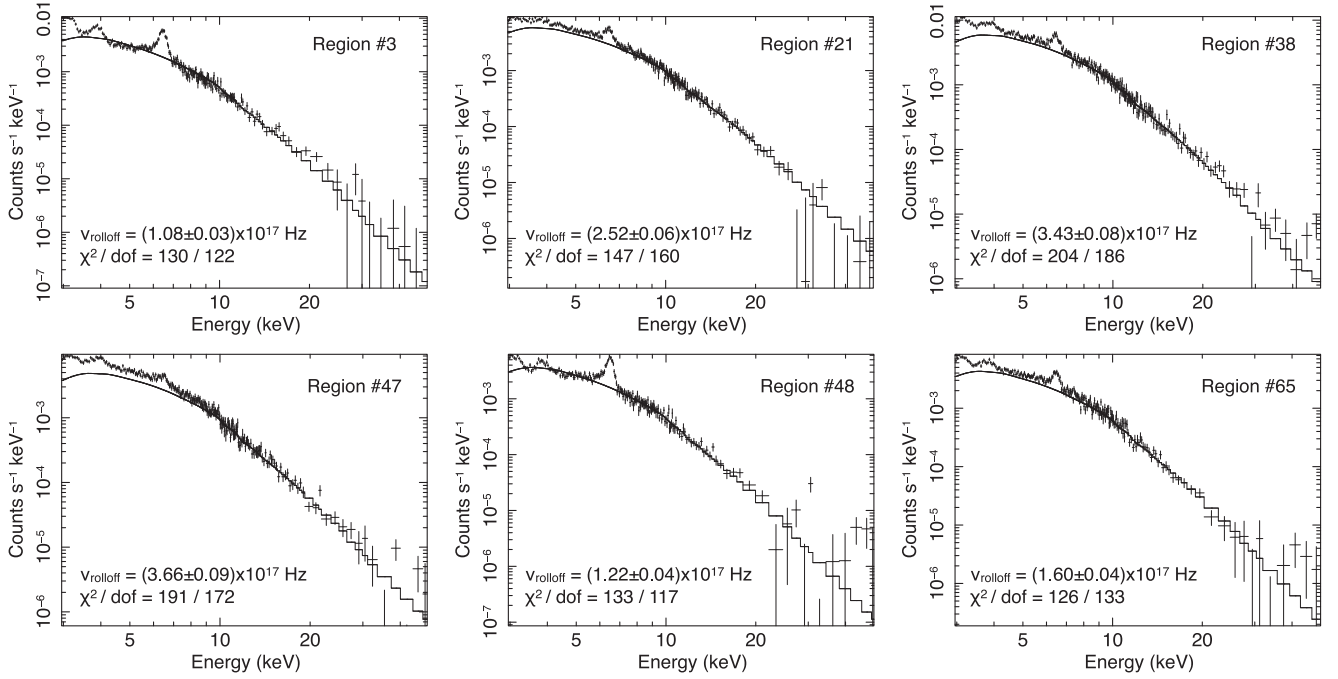 Region #3
Counts s⁻¹ keV⁻¹
0.01
10⁻³
10⁻⁴
10⁻⁵
10⁻⁶
10⁻⁷
νrolloff = (1.08±0.03)x10¹⁷ Hz
χ² / dof = 130 / 122
5 10 20
Energy (keV)
Region #21
Counts s⁻¹ keV⁻¹
10⁻³
10⁻⁴
10⁻⁵
10⁻⁶
νrolloff = (2.52±0.06)x10¹⁷ Hz
χ² / dof = 147 / 160
5 10 20
Energy (keV)
Region #38
Counts s⁻¹ keV⁻¹
0.01
10⁻³
10⁻⁴
10⁻⁵
10⁻⁶
νrolloff = (3.43±0.08)x10¹⁷ Hz
χ² / dof = 204 / 186
5 10 20
Energy (keV)
Region #47
Counts s⁻¹ keV⁻¹
10⁻³
10⁻⁴
10⁻⁵
10⁻⁶
νrolloff = (3.66±0.09)x10¹⁷ Hz
χ² / dof = 191 / 172
5 10 20
Energy (keV)
Region #48
Counts s⁻¹ keV⁻¹
10⁻³
10⁻⁴
10⁻⁵
10⁻⁶
10⁻⁷
νrolloff = (1.22±0.04)x10¹⁷ Hz
χ² / dof = 133 / 117
5 10 20
Energy (keV)
Region #65
Counts s⁻¹ keV⁻¹
10⁻³
10⁻⁴
10⁻⁵
10⁻⁶
νrolloff = (1.60±0.04)x10¹⁷ Hz
χ² / dof = 126 / 133
5 10 20
Energy (keV)